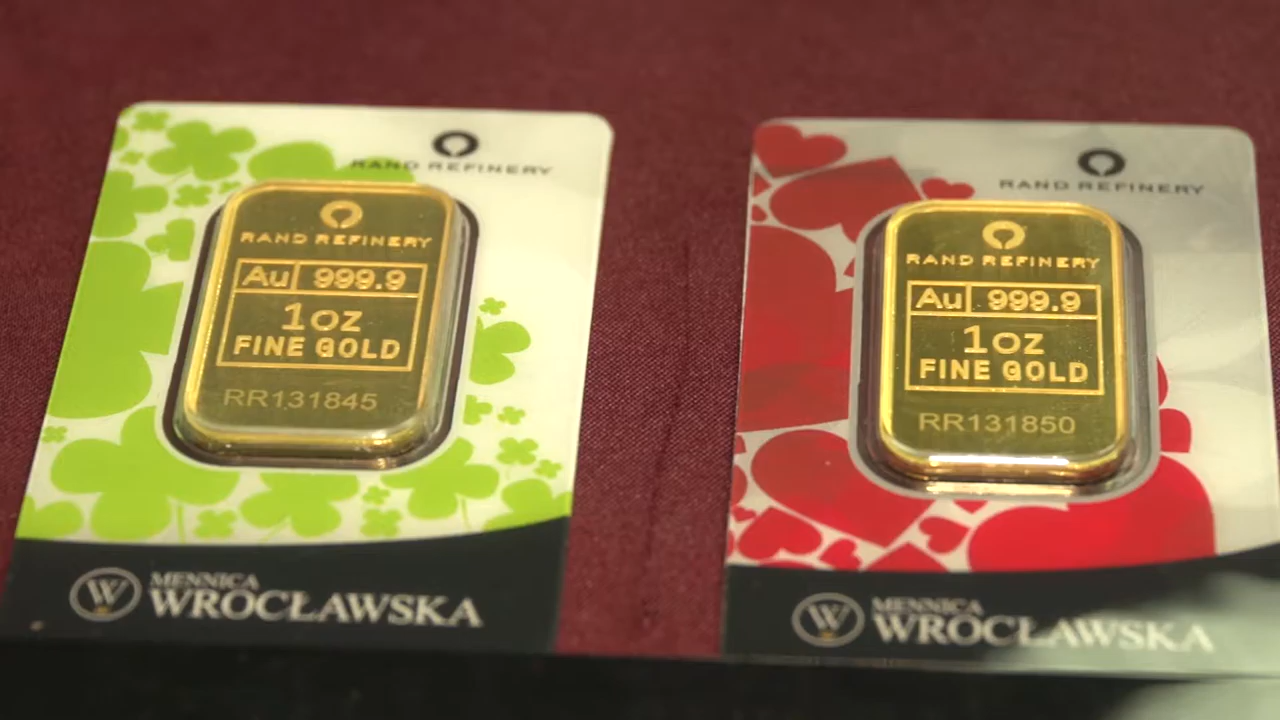 RAND REFINERY
RAND REFINERY
Au 999.9
1oz
FINE GOLD
RR131845
W
MENNICA
WROCŁAWSKA
RAND REFINERY
RAND REFINERY
Au 999.9
1oz
FINE GOLD
RR131850
W
MENNICA
WROCŁAWSKA